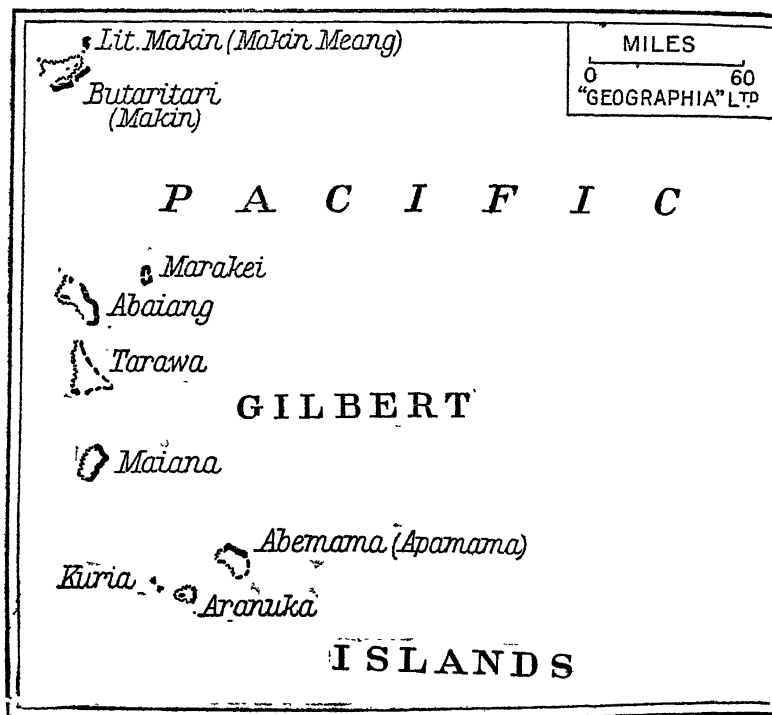 Lit. Makin (Makin Meang)
MILES
0 60
"GEOGRAPHIA" LTD
Butaritari
(Makin)
PACIFIC
Marakei
Abaiang
Tarawa
GILBERT
Maiana
Abemama (Apamama)
Kuria
Aranuka
ISLANDS